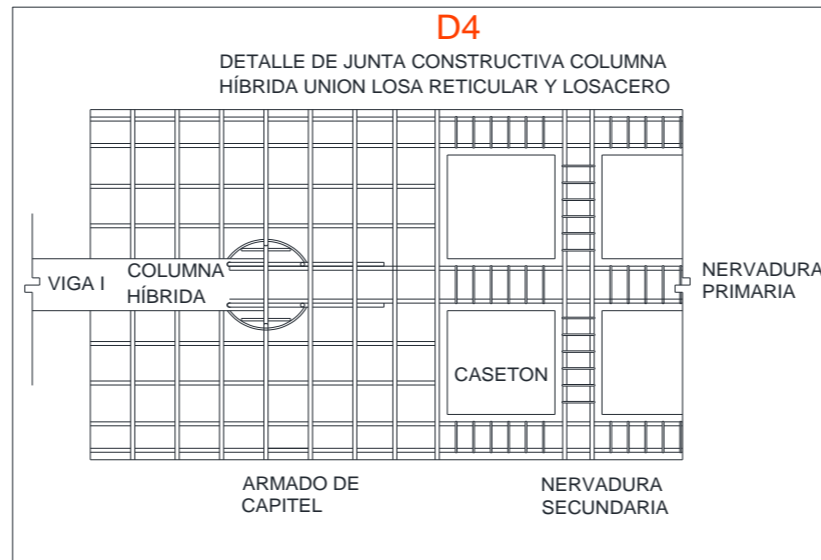 D4
DETALLE DE JUNTA CONSTRUCTIVA COLUMNA
HÍBRIDA UNION LOSA RETICULAR Y LOSACERO
VIGA I
COLUMNA
HÍBRIDA
NERVADURA
PRIMARIA
CASETON
ARMADO DE
CAPITEL
NERVADURA
SECUNDARIA